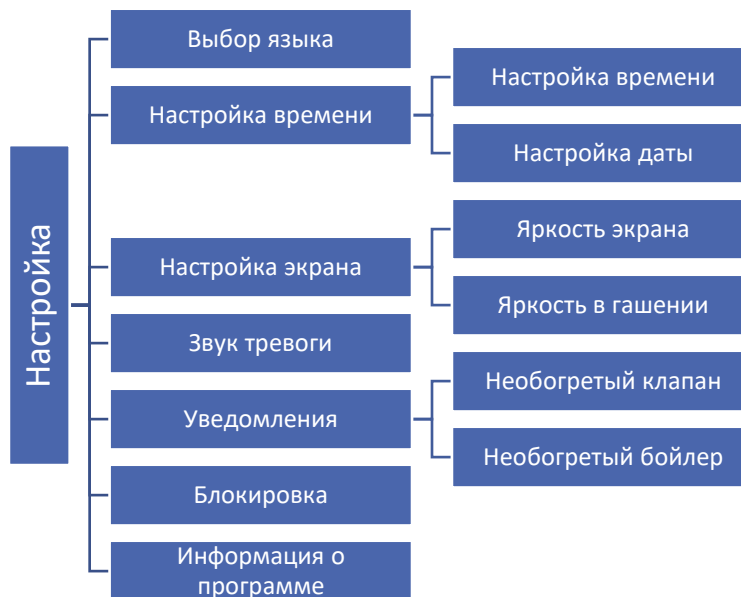 Настройка
Выбор языка
Настройка времени
Настройка времени
Настройка даты
Настройка экрана
Яркость экрана
Яркость в гашении
Звук тревоги
Уведомления
Необогретый клапан
Необогретый бойлер
Блокировка
Информация о
программе